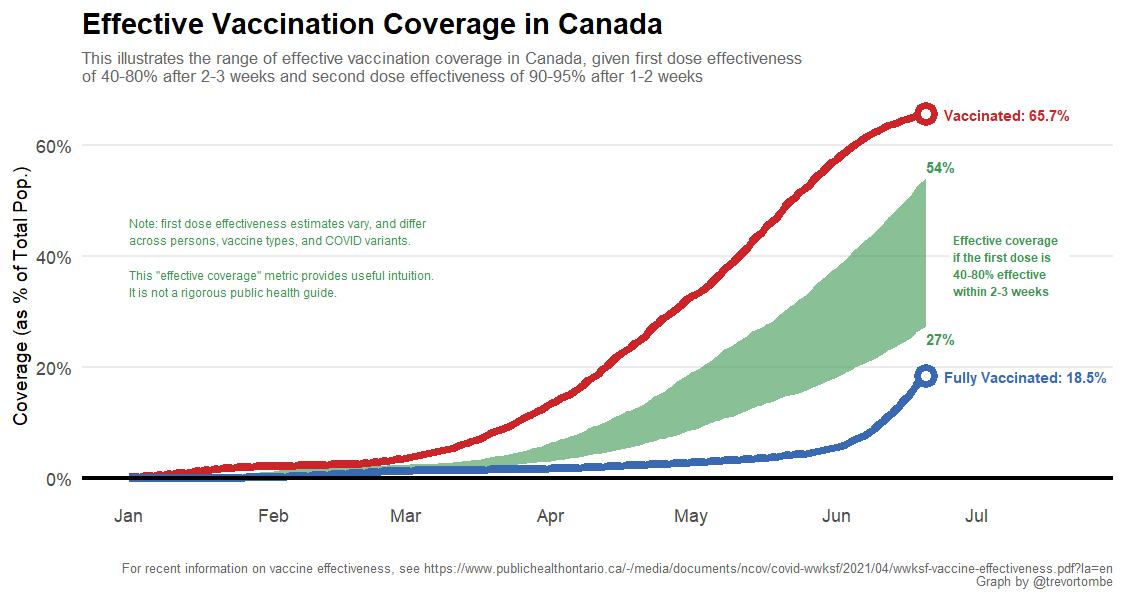 Effective Vaccination Coverage in Canada
This illustrates the range of effective vaccination coverage in Canada, given first dose effectiveness
of 40-80% after 2-3 weeks and second dose effectiveness of 90-95% after 1-2 weeks
Coverage (as % of Total Pop.)
60%
40%
20%
0%
Note: first dose effectiveness estimates vary, and differ
across persons, vaccine types, and COVID variants.
This "effective coverage" metric provides useful intuition.
It is not a rigorous public health guide.
Vaccinated: 65.7%
54%
Effective coverage
if the first dose is
40-80% effective
within 2-3 weeks
27%
Fully Vaccinated: 18.5%
Jan Feb Mar Apr May Jun Jul
For recent information on vaccine effectiveness, see https://www.publichealthontario.ca/-/media/documents/ncov/covid-wwksf/2021/04/wwksf-vaccine-effectiveness.pdf?la=en
Graph by @trevortombe